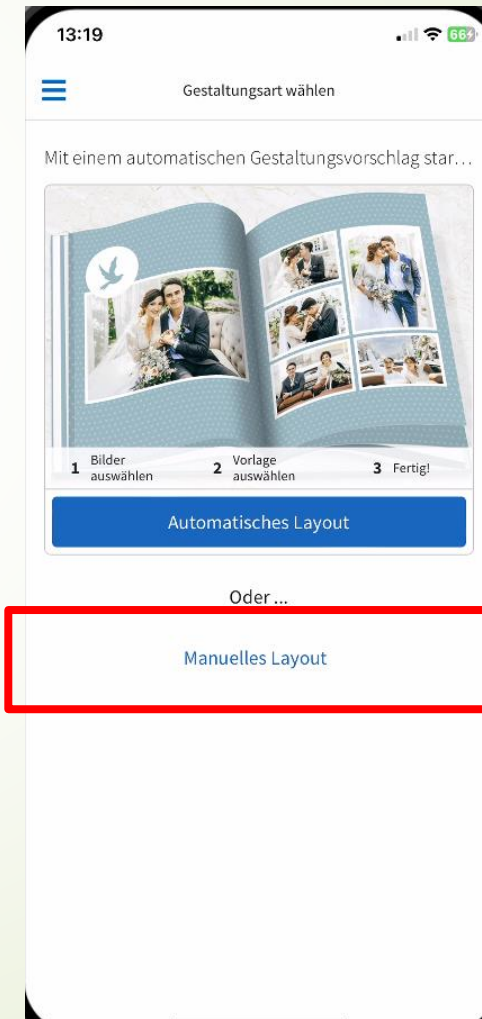 13:19
66
Gestaltungsart wählen
Mit einem automatischen Gestaltungsvorschlag star...
1 Bilder auswählen
2 Vorlage auswählen
3 Fertig!
Automatisches Layout
Oder ...
Manuelles Layout